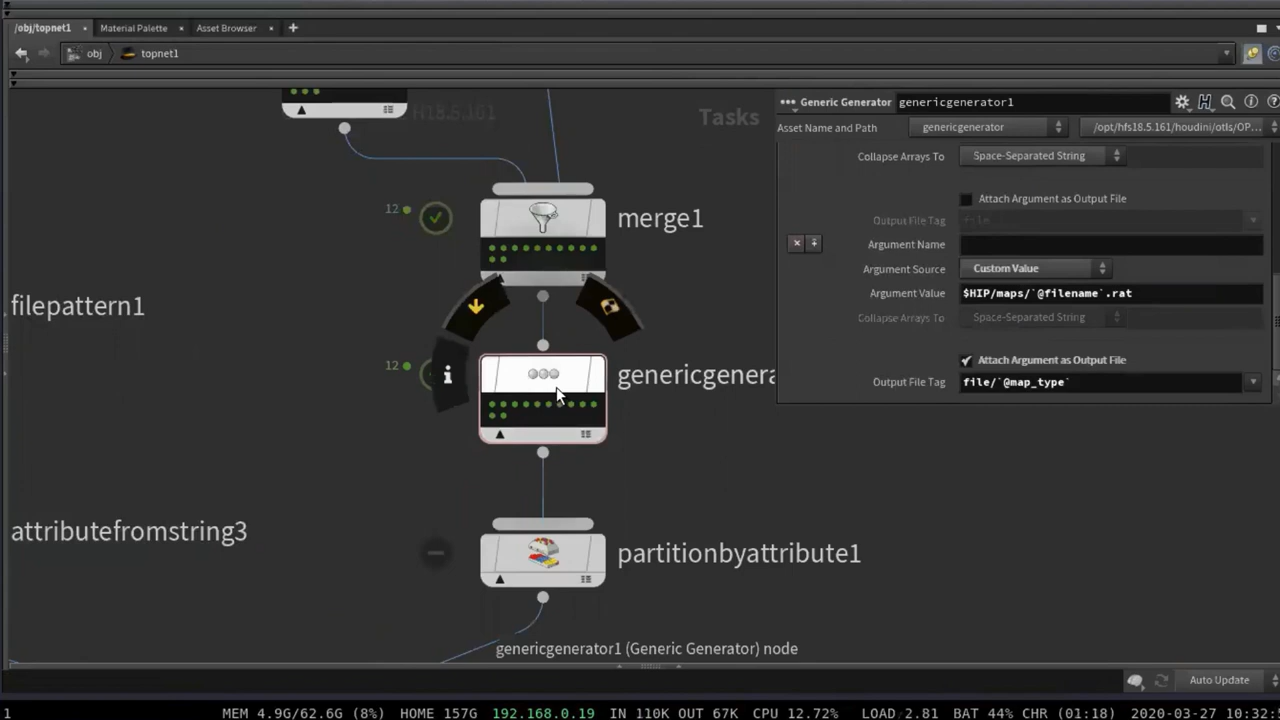 /obj/topnet1 Material Palette Asset Browser
obj topnet1
H18.5.161
Tasks
Generic Generator genericgenerator1
Asset Name and Path genericgenerator /opt/hfs18.5.161/houdini/otls/OP...
Collapse Arrays To Space-Separated String
Attach Argument as Output File
Output File Tag file
Argument Name
Argument Source Custom Value
Argument Value $HIP/maps/`@filename`.rat
Collapse Arrays To Space-Separated String
Attach Argument as Output File
Output File Tag file/`@map_type`
12
merge1
filepattern1
12
genericgenera
attributefromstring3
partitionbyattribute1
genericgenerator1 (Generic Generator) node
Auto Update
1 MEM 4.9G/62.6G (8%) HOME 157G 192.168.0.19 IN 110K OUT 67K CPU 12.72% LOAD 2.81 BAT 44% CHR (01:18) 2020-03-27 10:32: